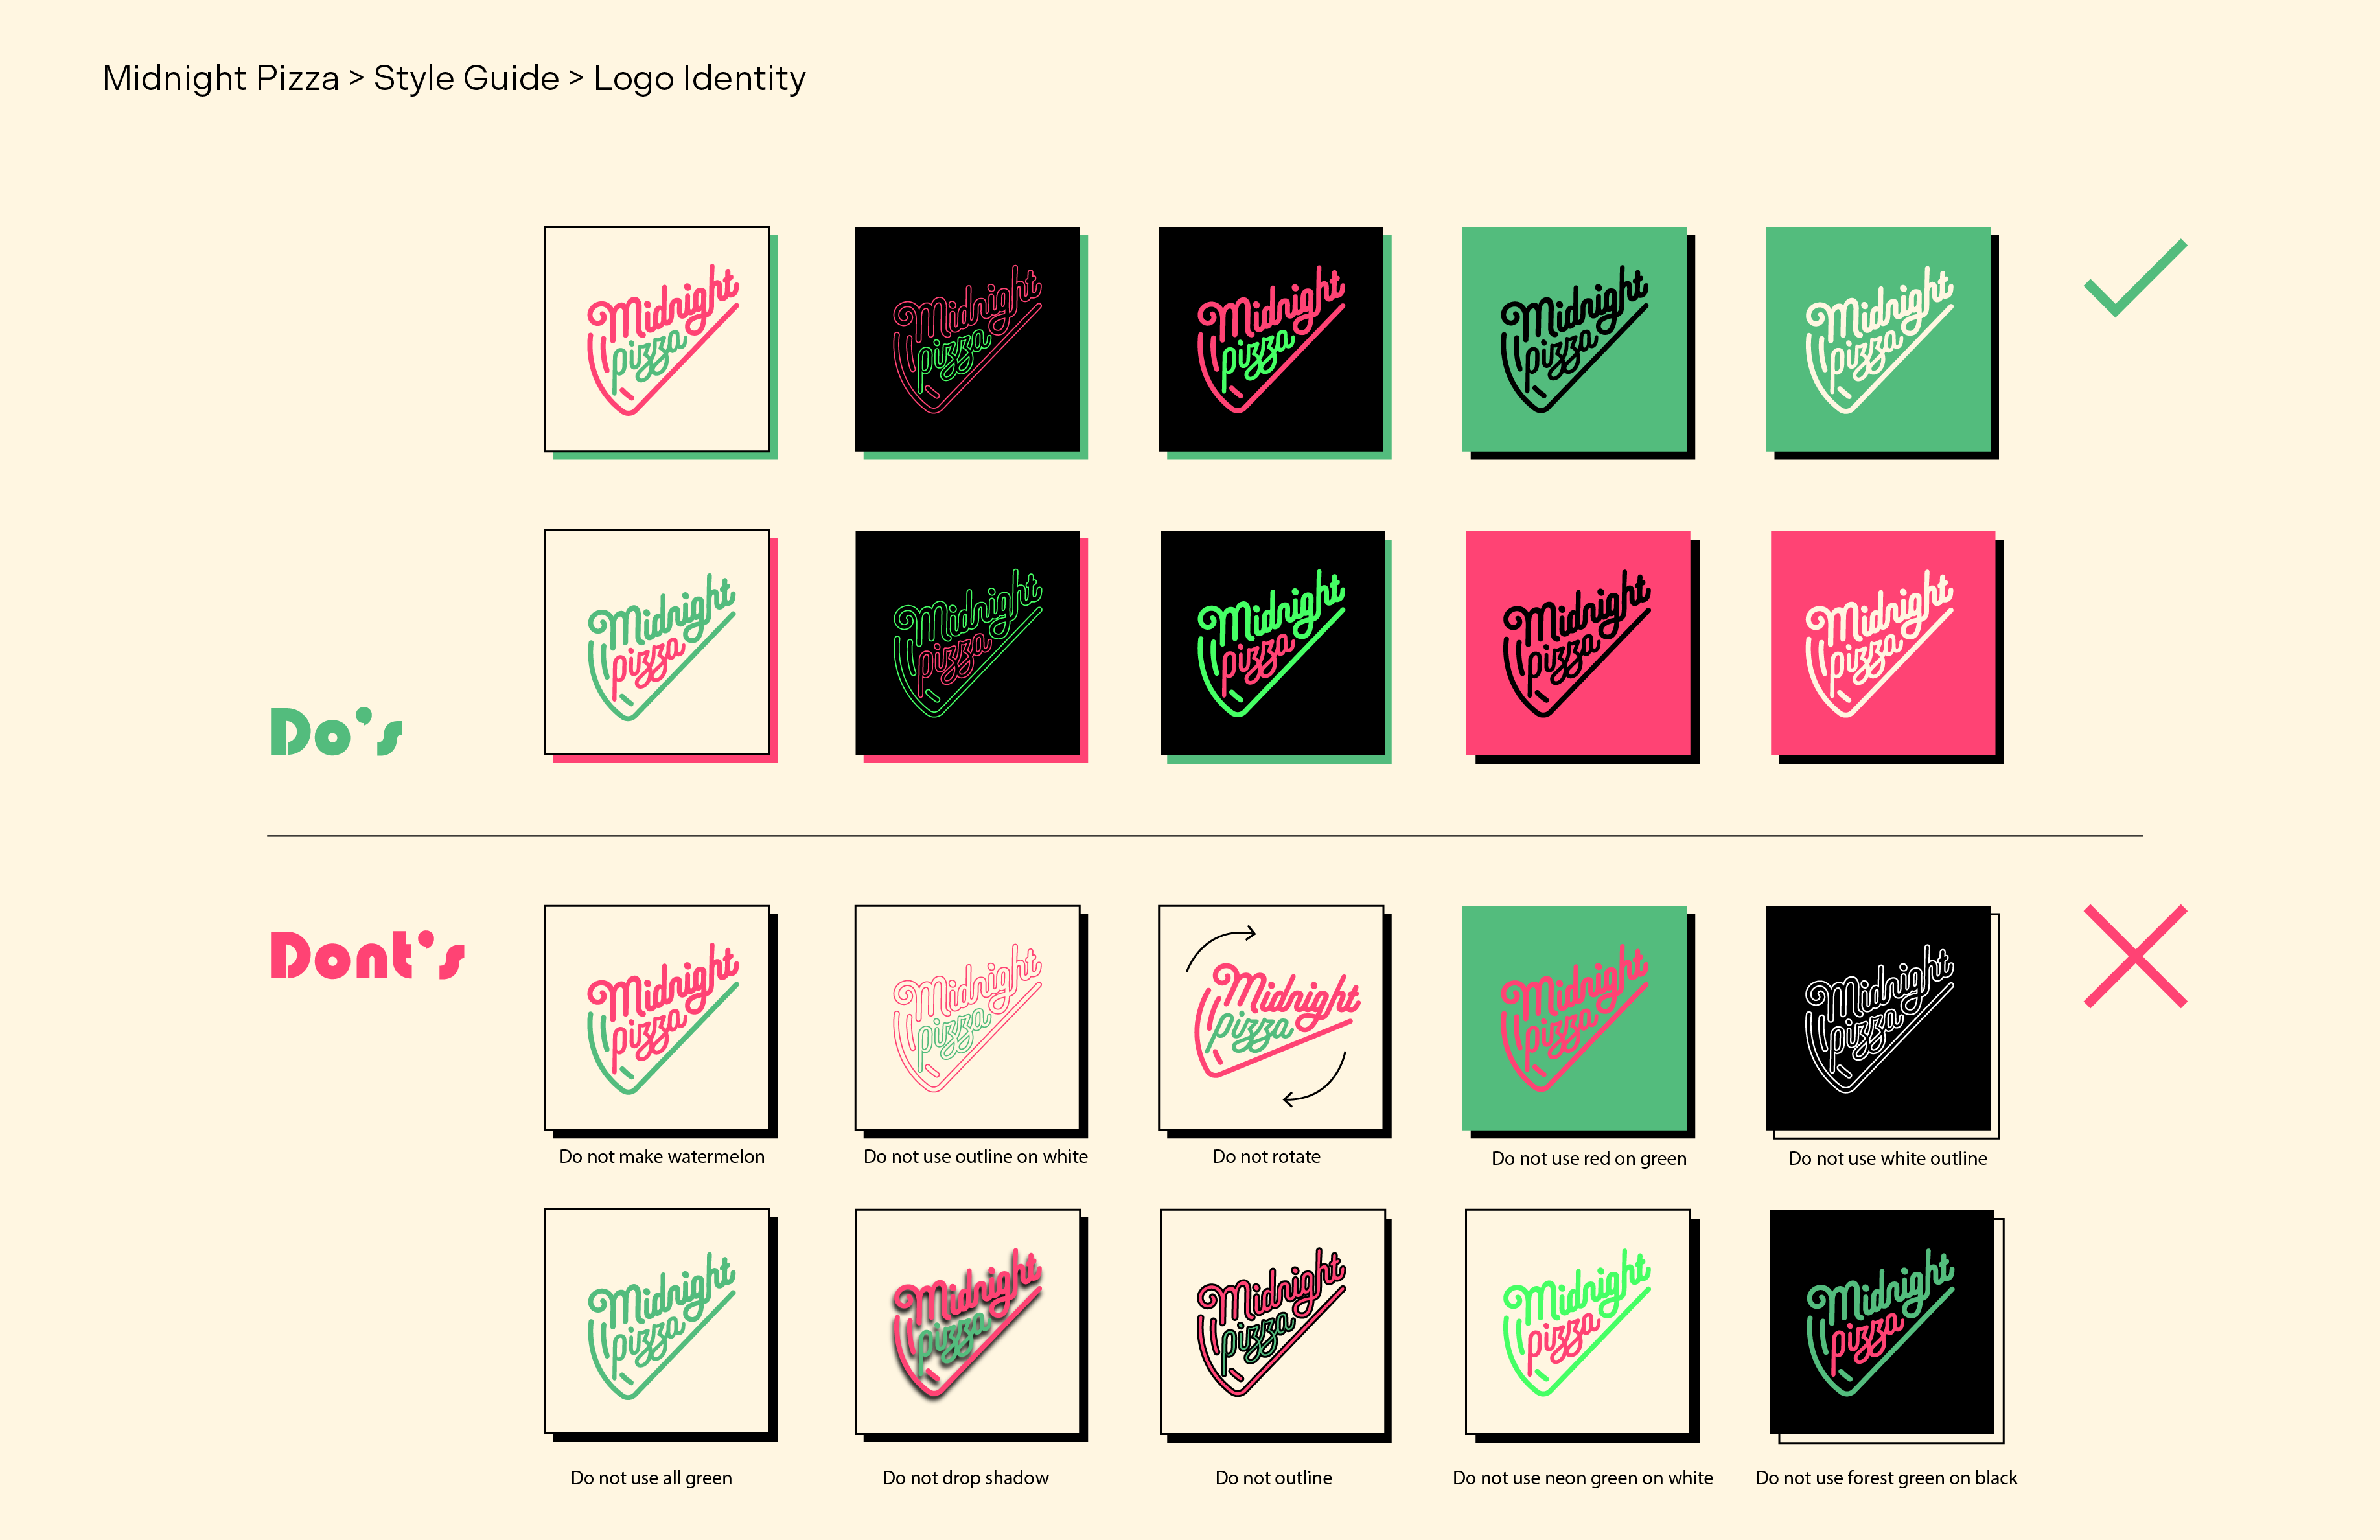 Midnight Pizza > Style Guide > Logo Identity
Midnight
pizza
Midnight
pizza
Midnight
pizza
Midnight
pizza
Midnight
pizza
Midnight
pizza
Midnight
pizza
Midnight
pizza
Midnight
pizza
Midnight
pizza
Do's
Dont's
Midnight
pizza
Midnight
pizza
Midnight
pizza
Midnight
pizza
Midnight
pizza
Do not make watermelon
Do not use outline on white
Do not rotate
Do not use red on green
Do not use white outline
Midnight
pizza
Midnight
pizza
Midnight
pizza
Midnight
pizza
Midnight
pizza
Do not use all green
Do not drop shadow
Do not outline
Do not use neon green on white
Do not use forest green on black